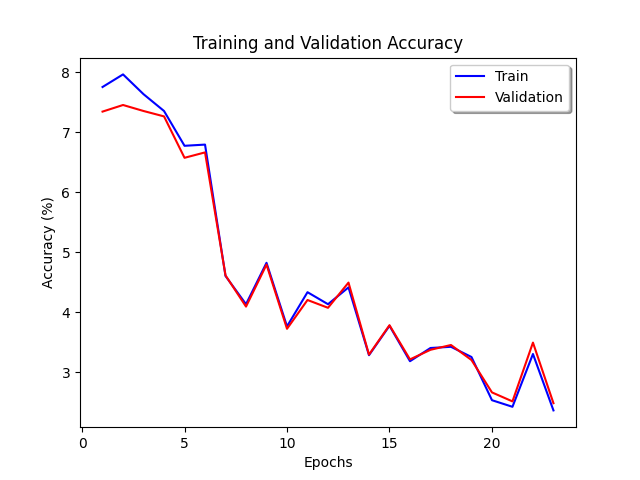 Training and Validation Accuracy
Train
Validation
8
7
6
5
4
3
Accuracy (%)
0
5
10
15
20
Epochs